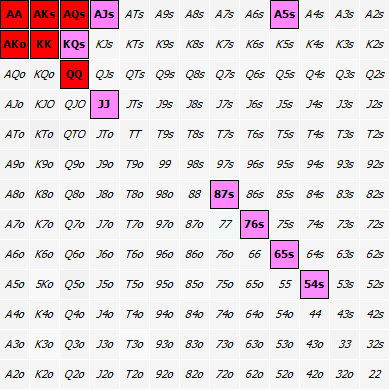 AA AKs AQs AJs ATs A9s A8s A7s A6s A5s A4s A3s A2s
AKo KK KQs KJs KTs K9s K8s K7s K6s K5s K4s K3s K2s
AQo KQo QQ QJs QTs Q9s Q8s Q7s Q6s Q5s Q4s Q3s Q2s
AJo KJO QJO JJ JTs J9s J8s J7s J6s J5s J4s J3s J2s
ATo KTo QTO JTo TT T9s T8s T7s T6s T5s T4s T3s T2s
A9o K9o Q9o J9o T9o 99 98s 97s 96s 95s 94s 93s 92s
A8o K8o Q8o J8o T8o 98o 88 87s 86s 85s 84s 83s 82s
A7o K7o Q7o J7o T7o 97o 87o 77 76s 75s 74s 73s 72s
A6o K6o Q6o J6o T6o 96o 86o 76o 66 65s 64s 63s 62s
A5o 5Ko Q5o J5o T5o 95o 85o 75o 65o 55 54s 53s 52s
A4o K4o Q4o J4o T4o 94o 84o 74o 64o 54o 44 43s 42s
A3o K3o Q3o J3o T3o 93o 83o 73o 63o 53o 43o 33 32s
A2o K2o Q2o J2o T2o 92o 82o 72o 62o 52o 42o 32o 22